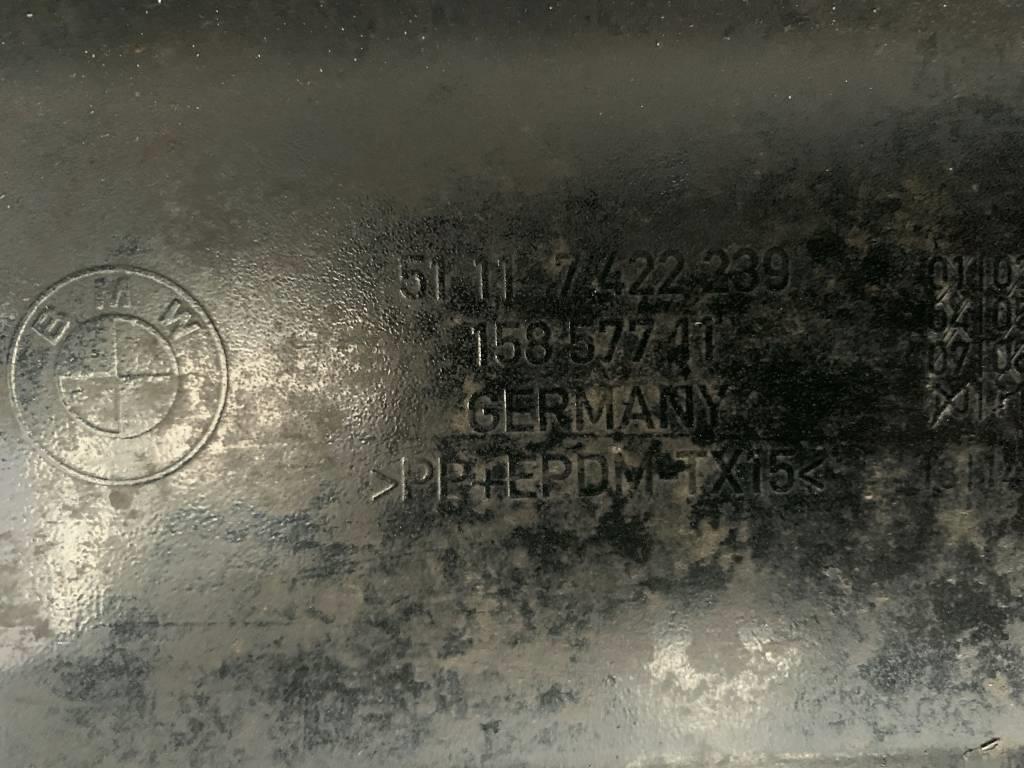 BMW
51 11 7 422 239
158 577 11
GERMANY
>PP+EPDM-TX15<